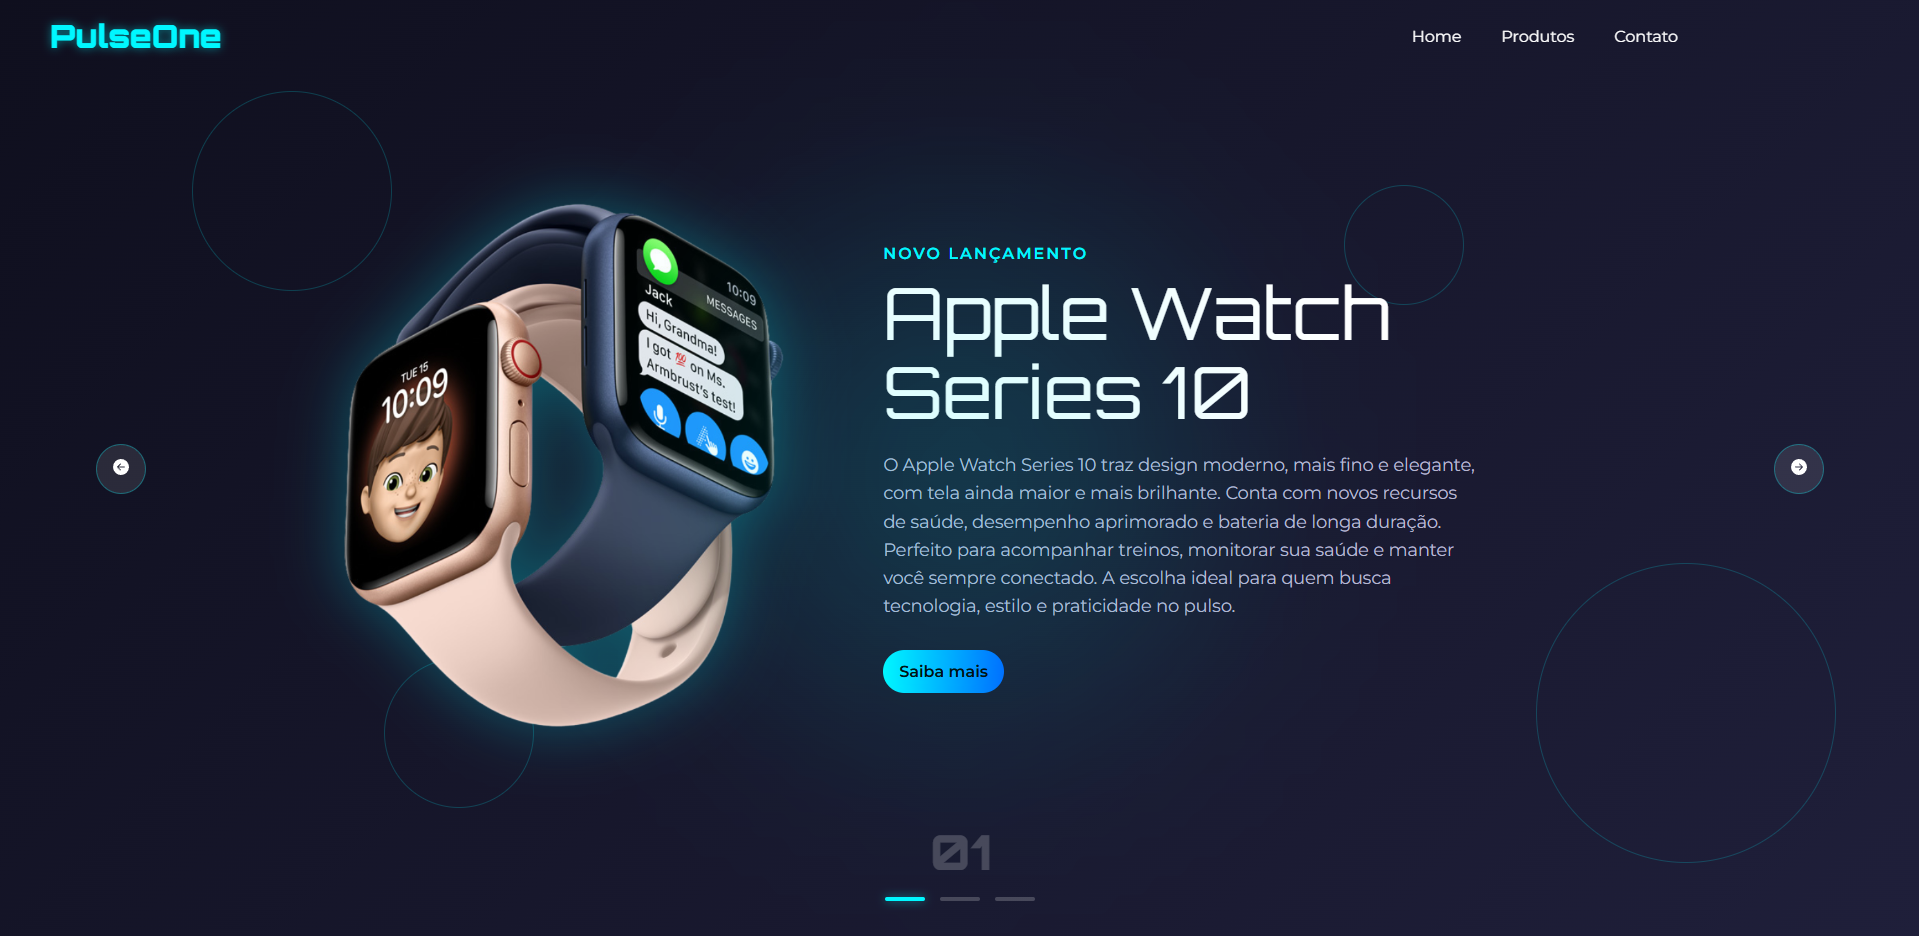 PulseOne
Home Produtos Contato
NOVO LANÇAMENTO
Apple Watch
Series 10
O Apple Watch Series 10 traz design moderno, mais fino e elegante,
com tela ainda maior e mais brilhante. Conta com novos recursos
de saúde, desempenho aprimorado e bateria de longa duração.
Perfeito para acompanhar treinos, monitorar sua saúde e manter
você sempre conectado. A escolha ideal para quem busca
tecnologia, estilo e praticidade no pulso.
Saiba mais
TUE 15
10:09
10:09
Jack
MESSAGES
Hi, Grandma!
I got 💯 on Ms.
Armbrust's test!
01